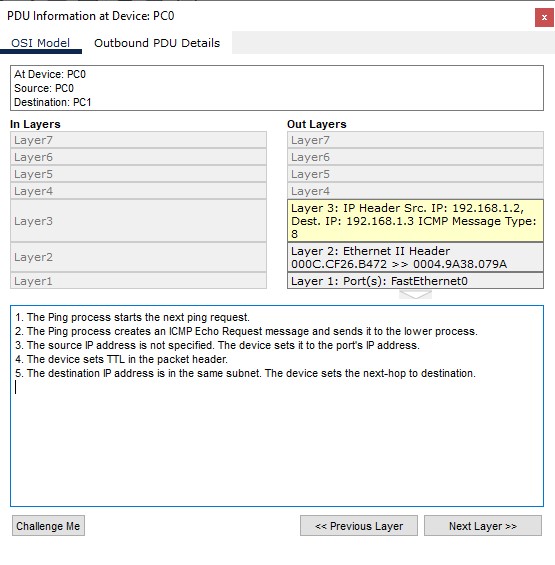 PDU Information at Device: PC0
x
OSI Model Outbound PDU Details
At Device: PC0
Source: PC0
Destination: PC1
In Layers
Layer7
Layer6
Layer5
Layer4
Layer3
Layer2
Layer1
Out Layers
Layer7
Layer6
Layer5
Layer4
Layer 3: IP Header Src. IP: 192.168.1.2,
Dest. IP: 192.168.1.3 ICMP Message Type:
8
Layer 2: Ethernet II Header
000C.CF26.B472 >> 0004.9A38.079A
Layer 1: Port(s): FastEthernet0
1. The Ping process starts the next ping request.
2. The Ping process creates an ICMP Echo Request message and sends it to the lower process.
3. The source IP address is not specified. The device sets it to the port's IP address.
4. The device sets TTL in the packet header.
5. The destination IP address is in the same subnet. The device sets the next-hop to destination.
Challenge Me
<< Previous Layer
Next Layer >>